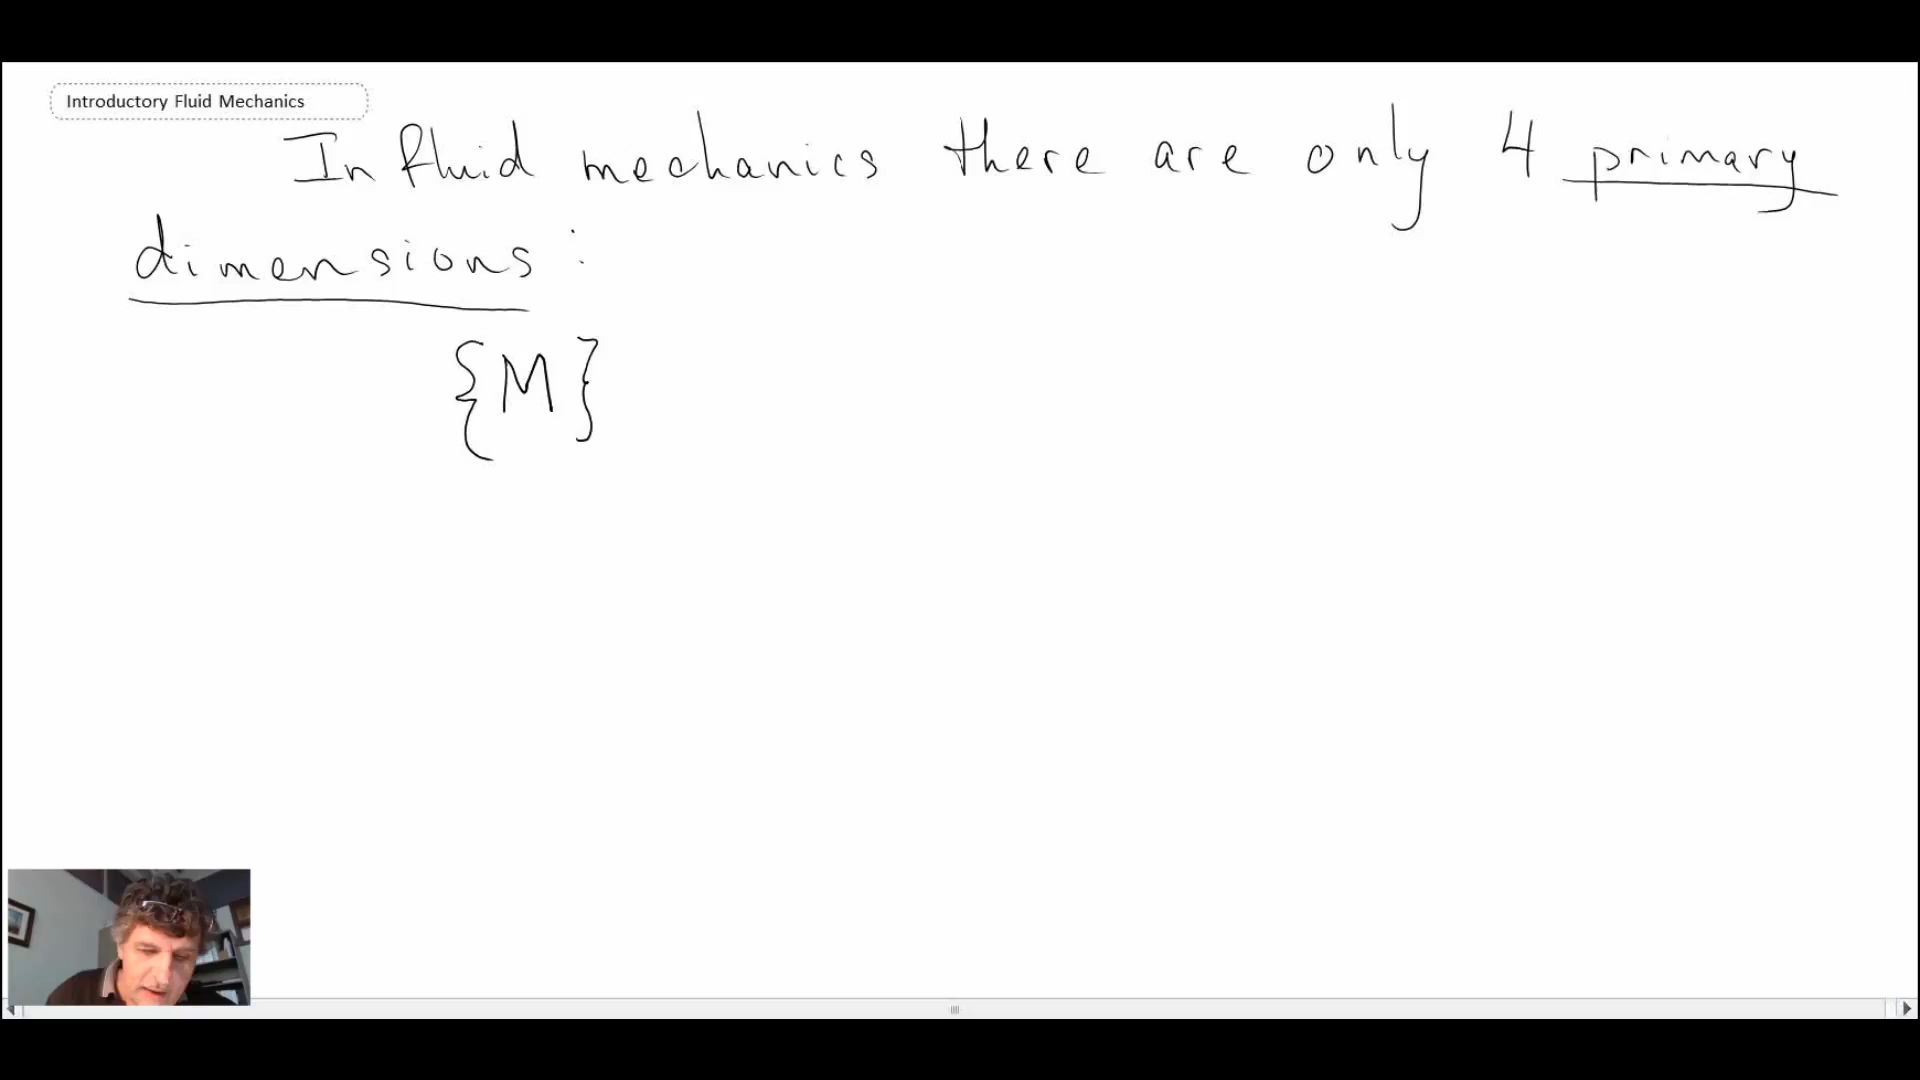 Introductory Fluid Mechanics
In fluid mechanics there are only 4 primary
dimensions :
{M}